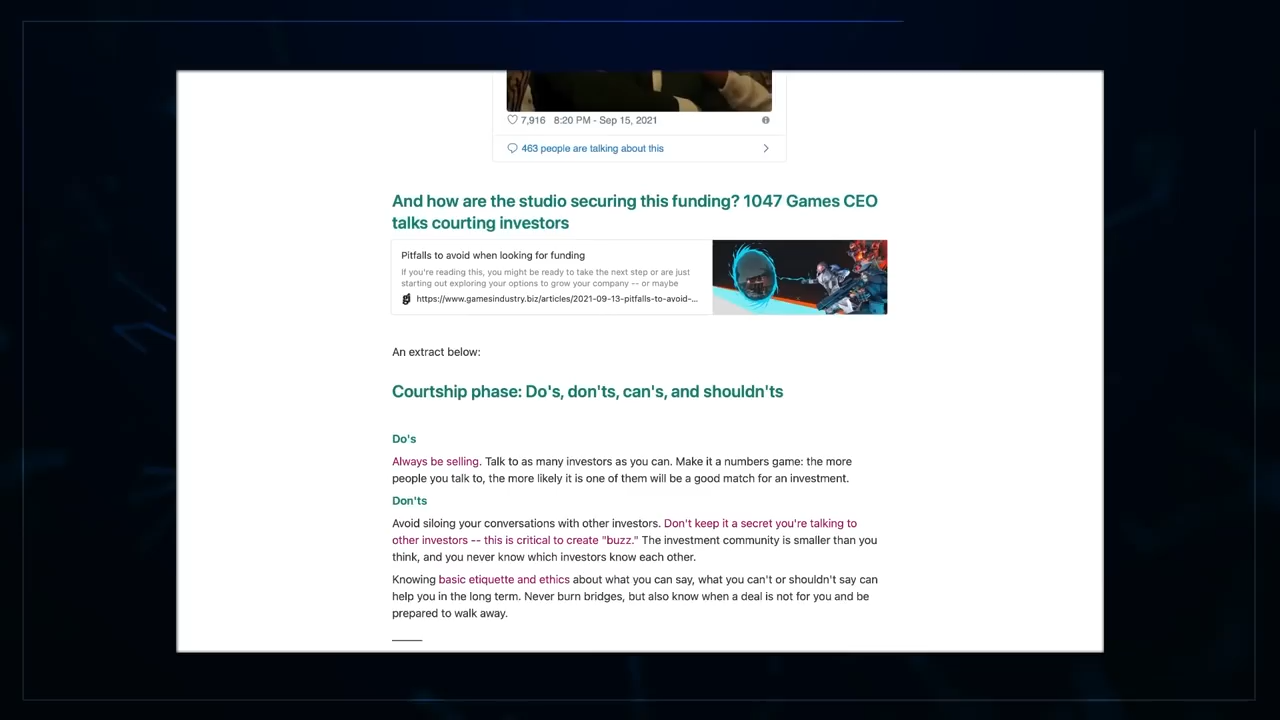 7,916 8:20 PM - Sep 15, 2021
463 people are talking about this
And how are the studio securing this funding? 1047 Games CEO
talks courting investors
Pitfalls to avoid when looking for funding
If you're reading this, you might be ready to take the next step or are just
starting out exploring your options to grow your company -- or maybe
https://www.gamesindustry.biz/articles/2021-09-13-pitfalls-to-avoid-...
An extract below:
Courtship phase: Do's, don'ts, can's, and shouldn'ts
Do's
Always be selling. Talk to as many investors as you can. Make it a numbers game: the more
people you talk to, the more likely it is one of them will be a good match for an investment.
Don'ts
Avoid siloing your conversations with other investors. Don't keep it a secret you're talking to
other investors -- this is critical to create "buzz." The investment community is smaller than you
think, and you never know which investors know each other.
Knowing basic etiquette and ethics about what you can say, what you can't or shouldn't say can
help you in the long term. Never burn bridges, but also know when a deal is not for you and be
prepared to walk away.